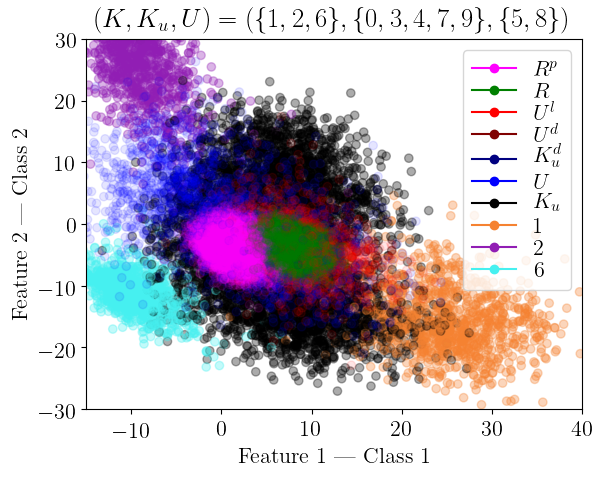 (K, K_u, U) = ({1, 2, 6}, {0, 3, 4, 7, 9}, {5, 8})
30
20
10
0
−10
−20
−30
Feature 2 — Class 2
R^p
R
U^l
U^d
K_u^d
U
K_u
1
2
6
−10 0 10 20 30 40
Feature 1 — Class 1